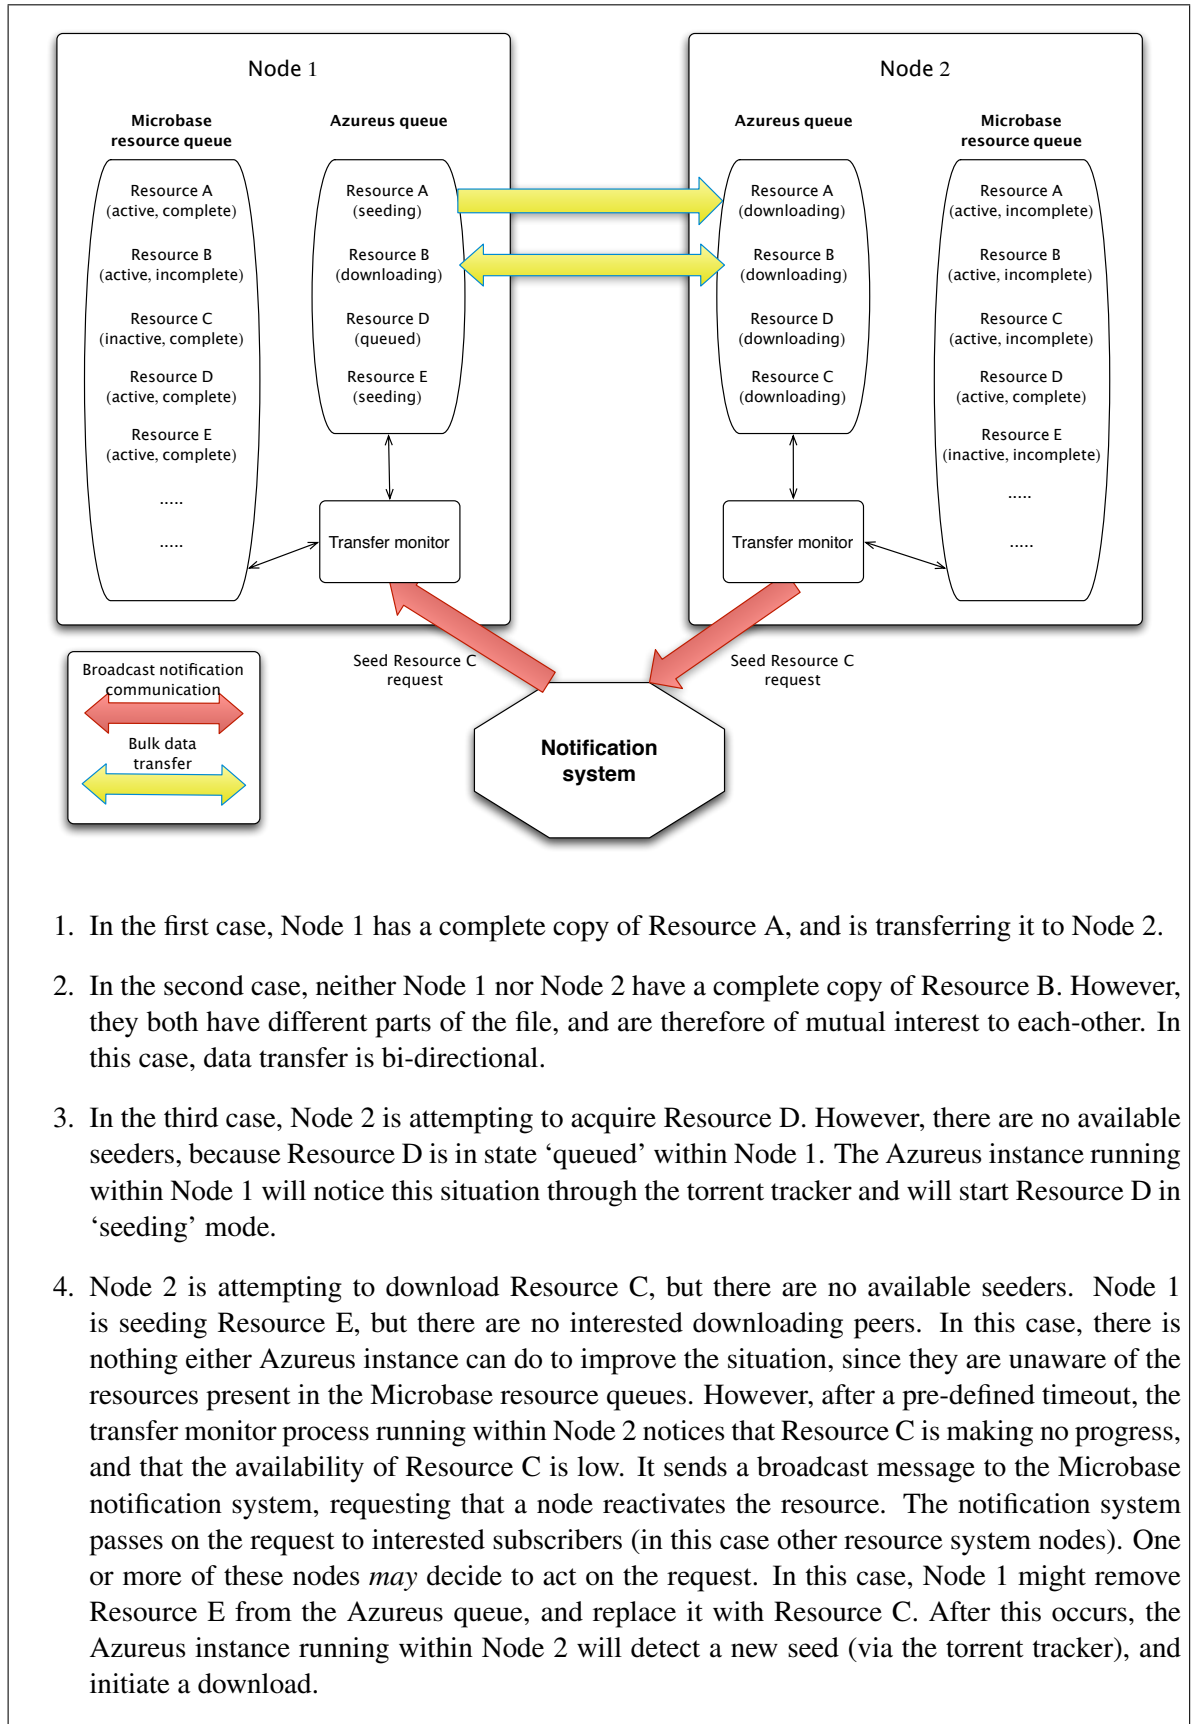 Node 1
Microbase
resource queue
Azureus queue
Resource A
(active, complete)
Resource B
(active, incomplete)
Resource C
(inactive, complete)
Resource D
(active, complete)
Resource E
(active, complete)
.....
.....
Resource A
(seeding)
Resource B
(downloading)
Resource D
(queued)
Resource E
(seeding)
Transfer monitor
Node 2
Azureus queue
Microbase
resource queue
Resource A
(downloading)
Resource B
(downloading)
Resource D
(downloading)
Resource C
(downloading)
Transfer monitor
Resource A
(active, incomplete)
Resource B
(active, incomplete)
Resource C
(active, incomplete)
Resource D
(active, complete)
Resource E
(inactive, incomplete)
.....
.....
Broadcast notification
communication
Bulk data
transfer
Seed Resource C
request
Seed Resource C
request
Notification
system
1. In the first case, Node 1 has a complete copy of Resource A, and is transferring it to Node 2.
2. In the second case, neither Node 1 nor Node 2 have a complete copy of Resource B. However,
they both have different parts of the file, and are therefore of mutual interest to each-other. In
this case, data transfer is bi-directional.
3. In the third case, Node 2 is attempting to acquire Resource D. However, there are no available
seeders, because Resource D is in state ‘queued’ within Node 1. The Azureus instance running
within Node 1 will notice this situation through the torrent tracker and will start Resource D in
‘seeding’ mode.
4. Node 2 is attempting to download Resource C, but there are no available seeders. Node 1
is seeding Resource E, but there are no interested downloading peers. In this case, there is
nothing either Azureus instance can do to improve the situation, since they are unaware of the
resources present in the Microbase resource queues. However, after a pre-defined timeout, the
transfer monitor process running within Node 2 notices that Resource C is making no progress,
and that the availability of Resource C is low. It sends a broadcast message to the Microbase
notification system, requesting that a node reactivates the resource. The notification system
passes on the request to interested subscribers (in this case other resource system nodes). One
or more of these nodes may decide to act on the request. In this case, Node 1 might remove
Resource E from the Azureus queue, and replace it with Resource C. After this occurs, the
Azureus instance running within Node 2 will detect a new seed (via the torrent tracker), and
initiate a download.